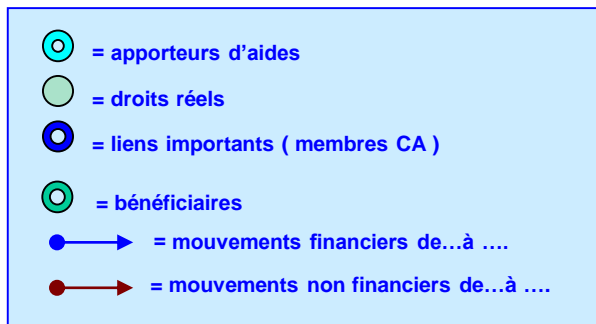 = apporteurs d’aides
= droits réels
= liens importants ( membres CA )
= bénéficiaires
= mouvements financiers de…à ….
= mouvements non financiers de…à ….